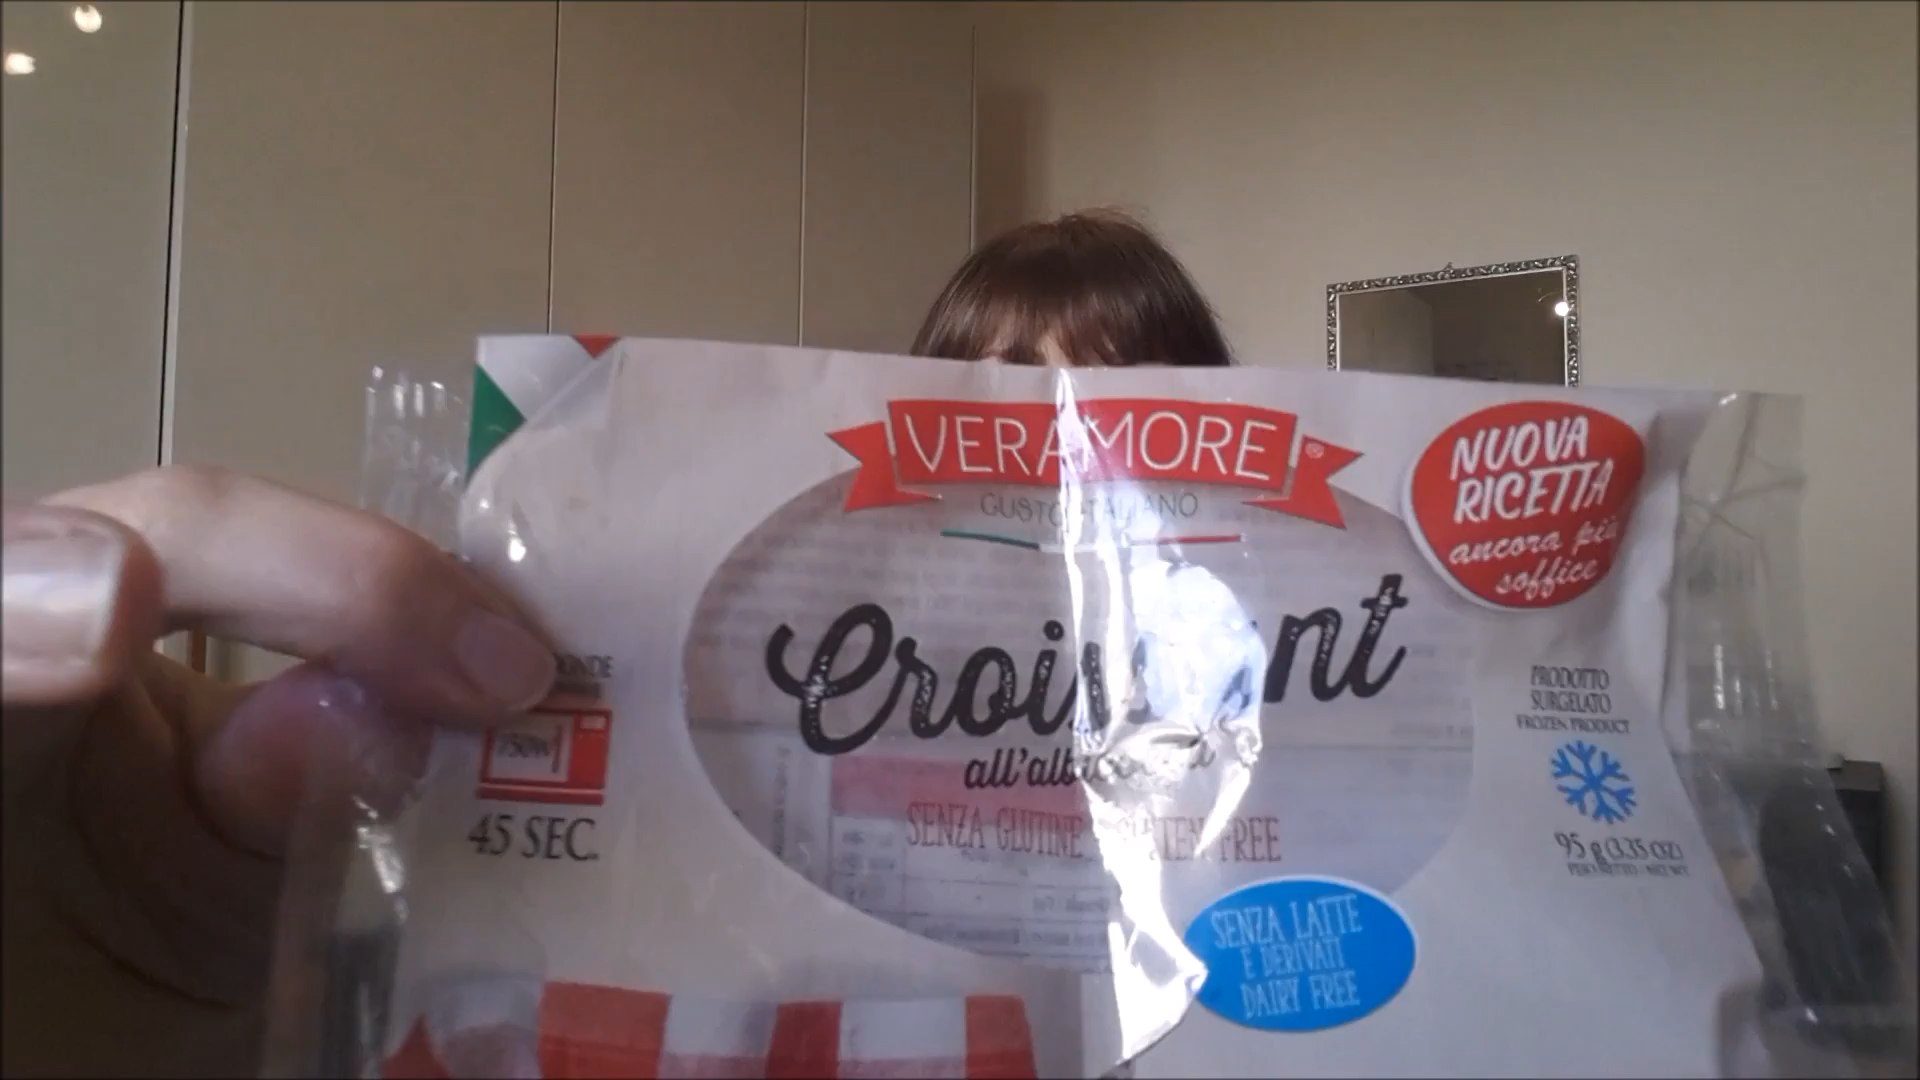 VERAMORE
GUSTO ITALIANO
NUOVA
RICETTA
ancora più
soffice
Croissant
all'albicocca
SENZA GLUTINE GLUTEN FREE
750W
45 SEC.
PRODOTTO
SURGELATO
FROZEN PRODUCT
95 g (3.35 OZ)
PESO NETTO / NET WT.
SENZA LATTE
E DERIVATI
DAIRY FREE